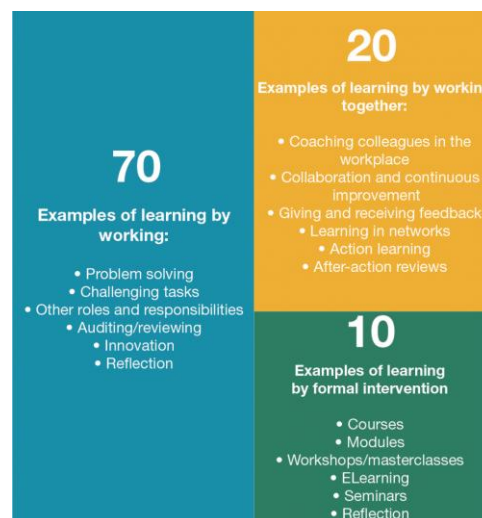 70
Examples of learning by
working:
• Problem solving
• Challenging tasks
• Other roles and responsibilities
• Auditing/reviewing
• Innovation
• Reflection
20
Examples of learning by workin
together:
• Coaching colleagues in the
workplace
• Collaboration and continuous
improvement
• Giving and receiving feedback
• Learning in networks
• Action learning
• After-action reviews
10
Examples of learning
by formal intervention
• Courses
• Modules
• Workshops/masterclasses
• ELearning
• Seminars
• Reflection